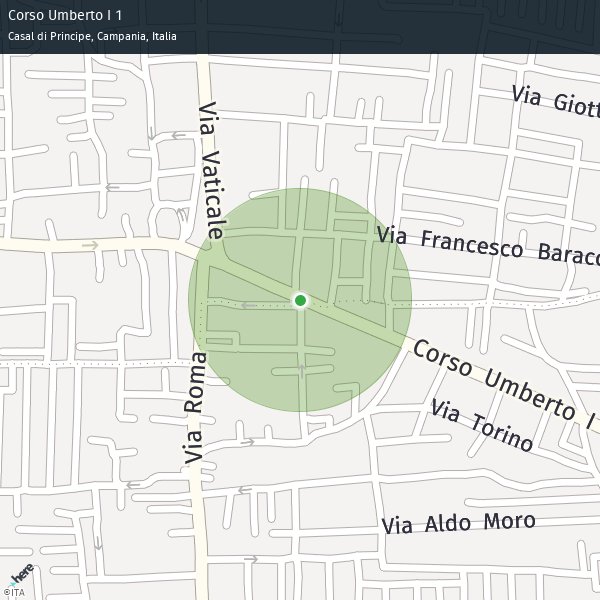 Corso Umberto I 1
Casal di Principe, Campania, Italia
Via Giott
Via Vaticale
Via Francesco Baracc
Corso Umberto I
Via Roma
Via Torino
Via Aldo Moro
here
©ITA